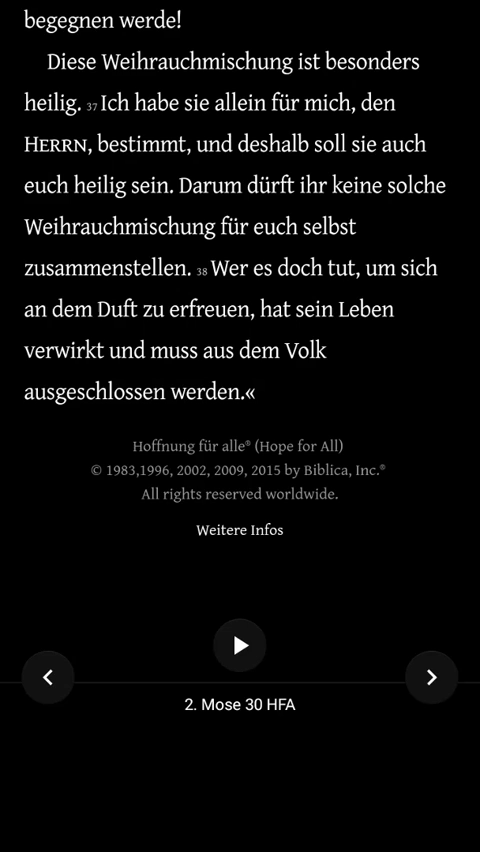 begegnen werde!
Diese Weihrauchmischung ist besonders
heilig. 37 Ich habe sie allein für mich, den
HERRN, bestimmt, und deshalb soll sie auch
euch heilig sein. Darum dürft ihr keine solche
Weihrauchmischung für euch selbst
zusammenstellen. 38 Wer es doch tut, um sich
an dem Duft zu erfreuen, hat sein Leben
verwirkt und muss aus dem Volk
ausgeschlossen werden.«
Hoffnung für alle® (Hope for All)
© 1983,1996, 2002, 2009, 2015 by Biblica, Inc.®
All rights reserved worldwide.
Weitere Infos
2. Mose 30 HFA